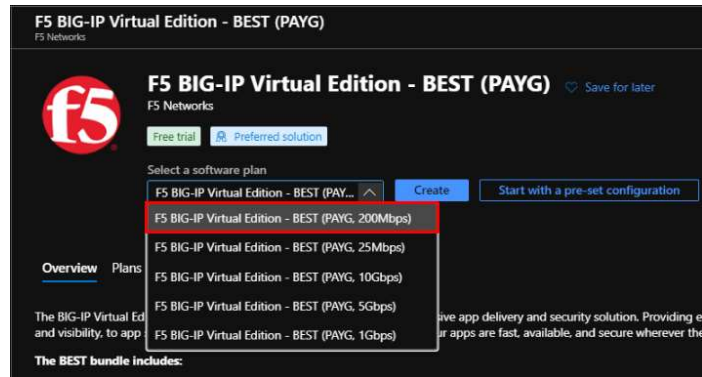 F5 BIG-IP Virtual Edition - BEST (PAYG)
F5 Networks
f5
F5 BIG-IP Virtual Edition - BEST (PAYG) Save for later
F5 Networks
Free trial Preferred solution
Select a software plan
F5 BIG-IP Virtual Edition - BEST (PAY... Create Start with a pre-set configuration
F5 BIG-IP Virtual Edition - BEST (PAYG, 200Mbps)
F5 BIG-IP Virtual Edition - BEST (PAYG, 25Mbps)
Overview Plans
F5 BIG-IP Virtual Edition - BEST (PAYG, 10Gbps)
F5 BIG-IP Virtual Edition - BEST (PAYG, 5Gbps)
The BIG-IP Virtual Ed sive app delivery and security solution. Providing e
F5 BIG-IP Virtual Edition - BEST (PAYG, 1Gbps)
and visibility, to app ur apps are fast, available, and secure wherever the
The BEST bundle includes: